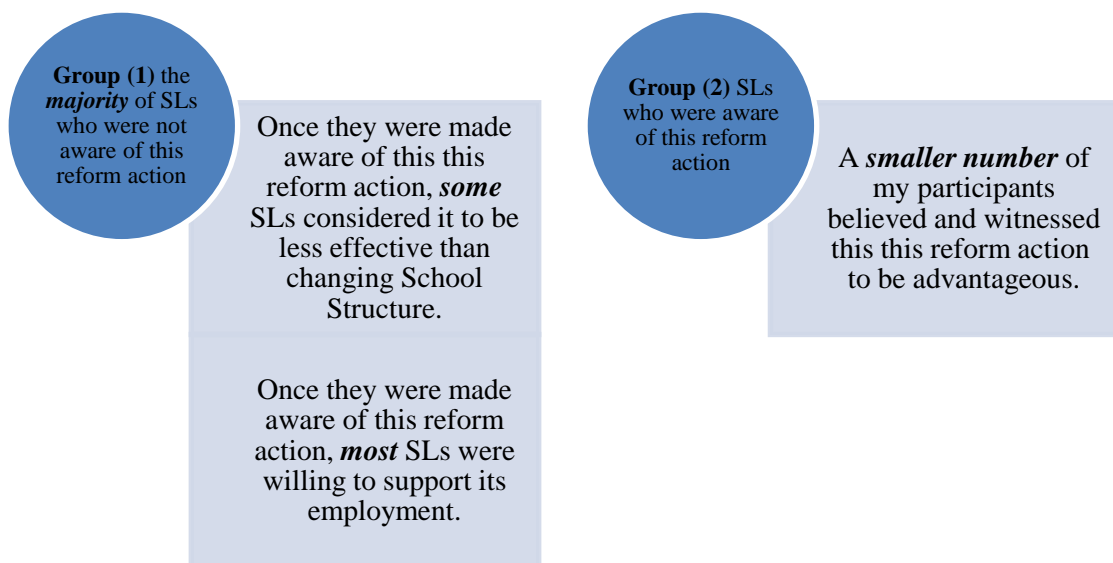 Group (1) the
majority of SLs
who were not
aware of this
reform action
Once they were made
aware of this this
reform action, some
SLs considered it to be
less effective than
changing School
Structure.
Once they were made
aware of this reform
action, most SLs were
willing to support its
employment.
Group (2) SLs
who were aware
of this reform
action
A smaller number of
my participants
believed and witnessed
this this reform action
to be advantageous.